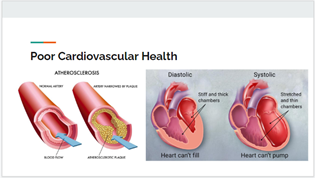 Poor Cardiovascular Health
ATHEROSCLEROSIS
NORMAL ARTERY
ARTERY NARROWED BY PLAQUE
BLOOD FLOW
ATHEROSCLEROTIC PLAQUE
Diastolic
Stiff and thick
chambers
Heart can't fill
Systolic
Stretched
and thin
chambers
Heart can't pump